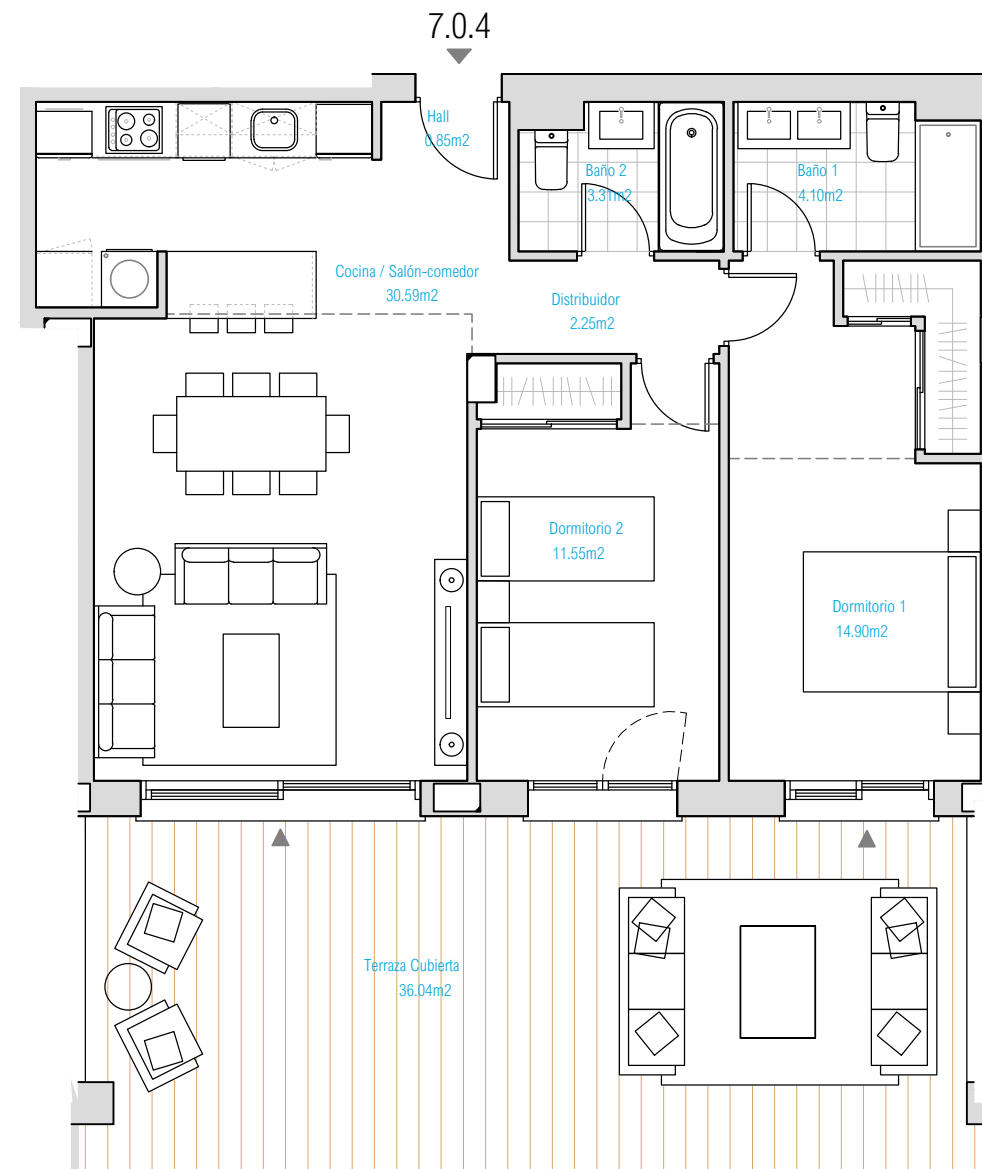 7.0.4
Hall
0.85m2
Baño 2
3.31m2
Baño 1
4.10m2
Cocina / Salón-comedor
30.59m2
Distribuidor
2.25m2
Dormitorio 2
11.55m2
Dormitorio 1
14.90m2
Terraza Cubierta
36.04m2